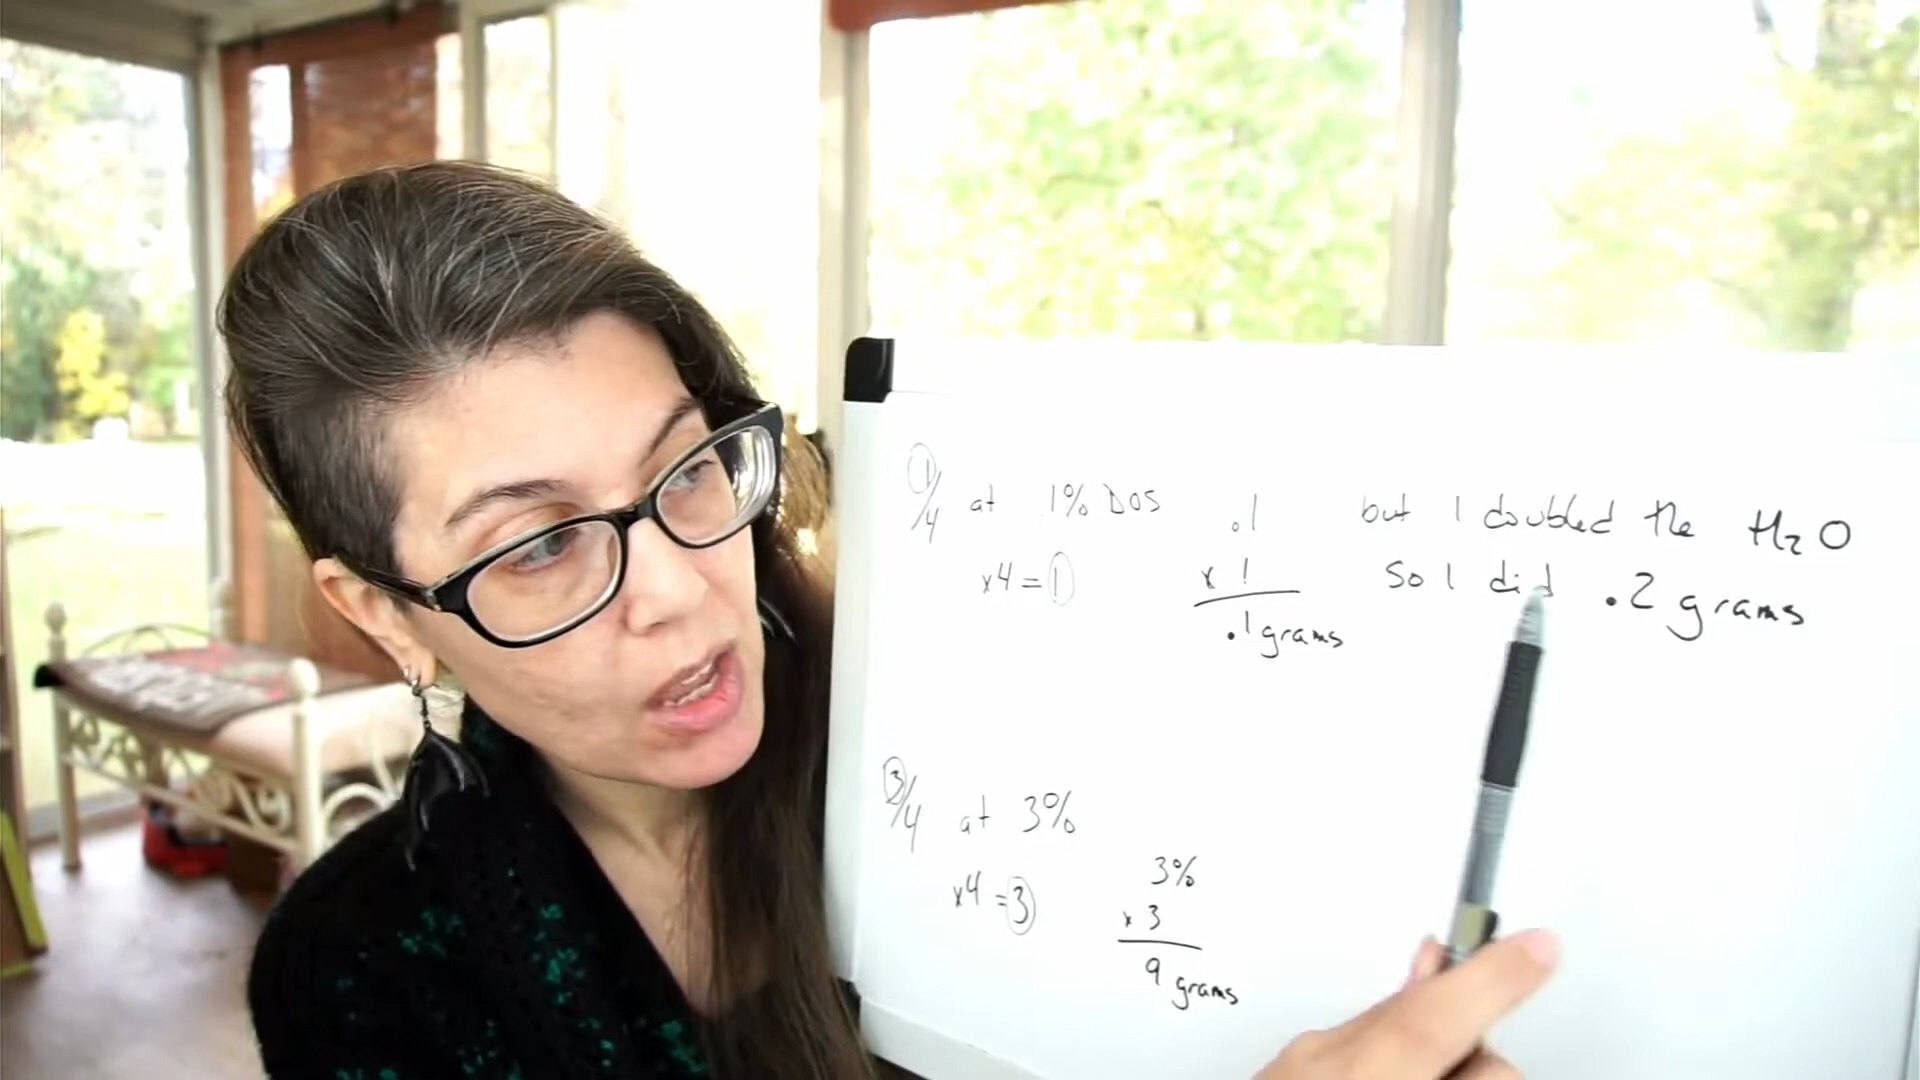 1/4 at .1% DOS
x4 = 1
.1
x 1
.1 grams
but I doubled the H2O
So I did .2 grams
3/4 at 3%
x4 = 3
3%
x 3
9 grams